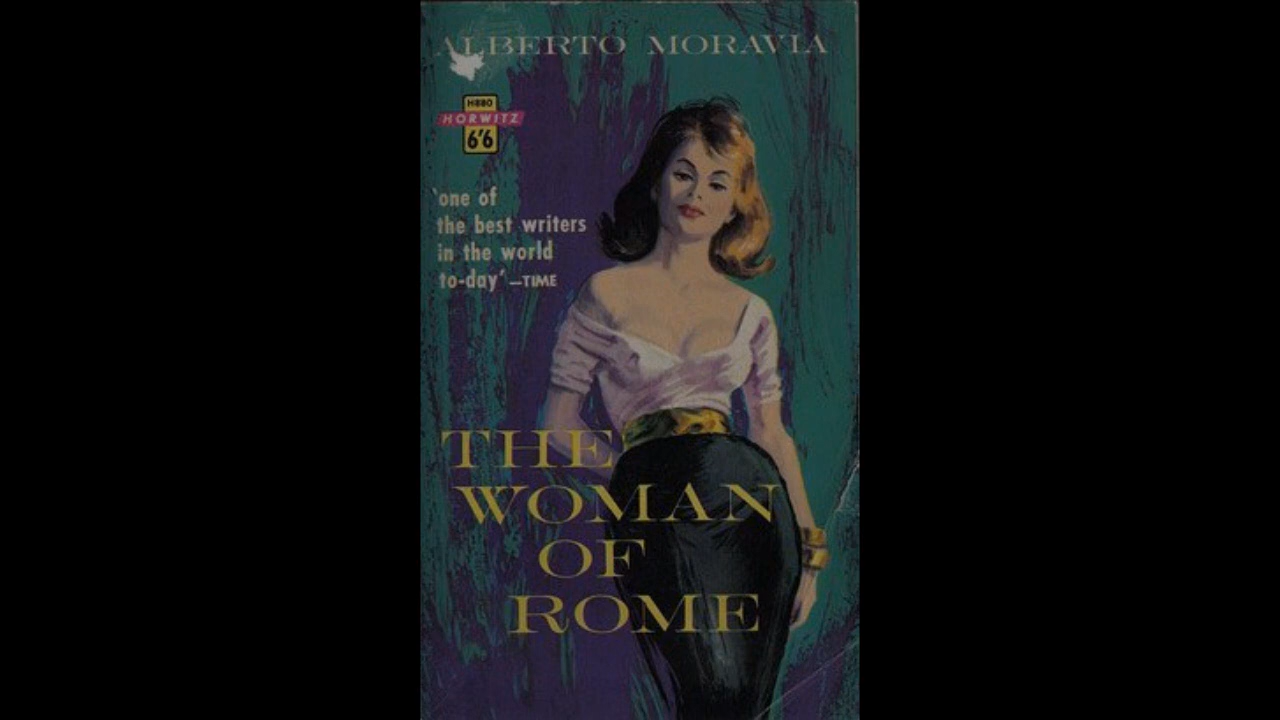 ALBERTO MORAVIA
H880
HORWITZ
6'6
'one of
the best writers
in the world
to-day'—TIME
THE
WOMAN
OF
ROME